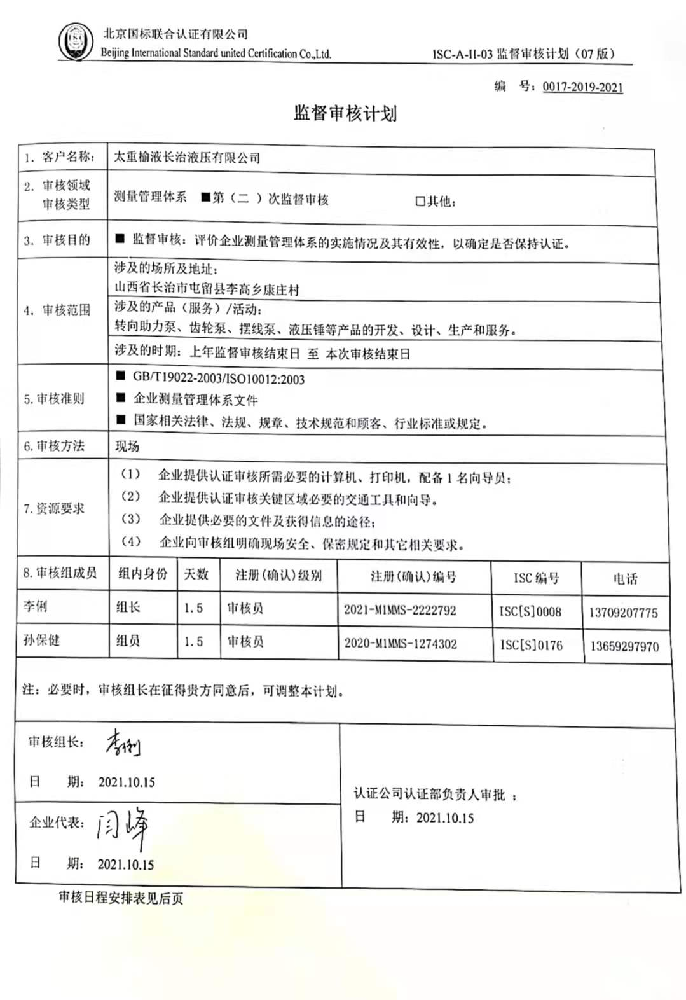 北京国标联合认证有限公司
Beijing International Standard united Certification Co.,Ltd.
ISC-A-II-03 监督审核计划（07 版）
编 号：0017-2019-2021
监督审核计划
1. 客户名称： 太重榆液长治液压有限公司
2. 审核领域
审核类型
测量管理体系 ■第（二 ）次监督审核 □其他：
3. 审核目的 ■ 监督审核：评价企业测量管理体系的实施情况及其有效性，以确定是否保持认证。
4. 审核范围
涉及的场所及地址：
山西省长治市屯留县李高乡康庄村
涉及的产品（服务）/活动：
转向助力泵、齿轮泵、摆线泵、液压锤等产品的开发、设计、生产和服务。
涉及的时期：上年监督审核结束日 至 本次审核结束日
5.审核准则
■ GB/T19022-2003/ISO10012:2003
■ 企业测量管理体系文件
■ 国家相关法律、法规、规章、技术规范和顾客、行业标准或规定。
6.审核方法 现场
7.资源要求
（1） 企业提供认证审核所需必要的计算机、打印机，配备 1 名向导员；
（2） 企业提供认证审核关键区域必要的交通工具和向导。
（3） 企业提供必要的文件及获得信息的途径；
（4） 企业向审核组明确现场安全、保密规定和其它相关要求。
8.审核组成员 组内身份 天数 注册(确认)级别 注册(确认)编号 ISC 编号 电话
李俐 组长 1.5 审核员 2021-M1MMS-2222792 ISC[S]0008 13709207775
孙保健 组员 1.5 审核员 2020-M1MMS-1274302 ISC[S]0176 13659297970
注：必要时，审核组长在征得贵方同意后，可调整本计划。
审核组长： 李俐
日 期： 2021.10.15
企业代表： 闫峰
日 期： 2021.10.15
认证公司认证部负责人审批 ；
日 期：2021.10.15
审核日程安排表见后页